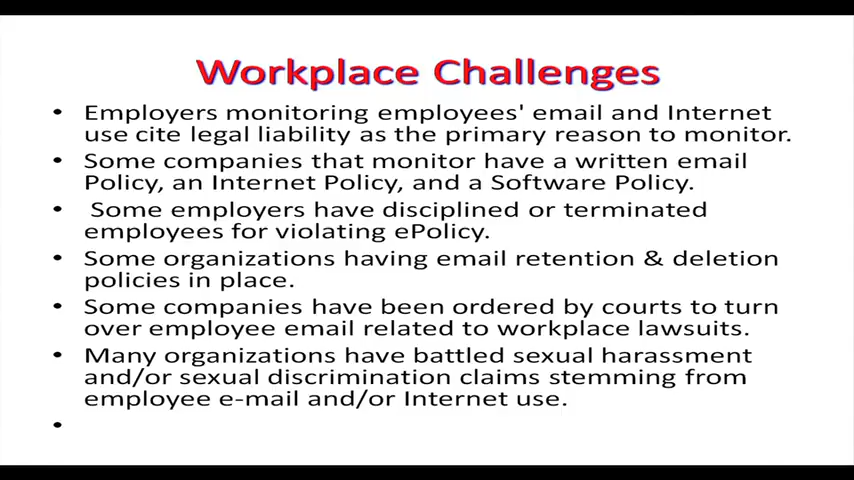 Workplace Challenges
• Employers monitoring employees' email and Internet
use cite legal liability as the primary reason to monitor.
• Some companies that monitor have a written email
Policy, an Internet Policy, and a Software Policy.
• Some employers have disciplined or terminated
employees for violating ePolicy.
• Some organizations having email retention & deletion
policies in place.
• Some companies have been ordered by courts to turn
over employee email related to workplace lawsuits.
• Many organizations have battled sexual harassment
and/or sexual discrimination claims stemming from
employee e-mail and/or Internet use.
•